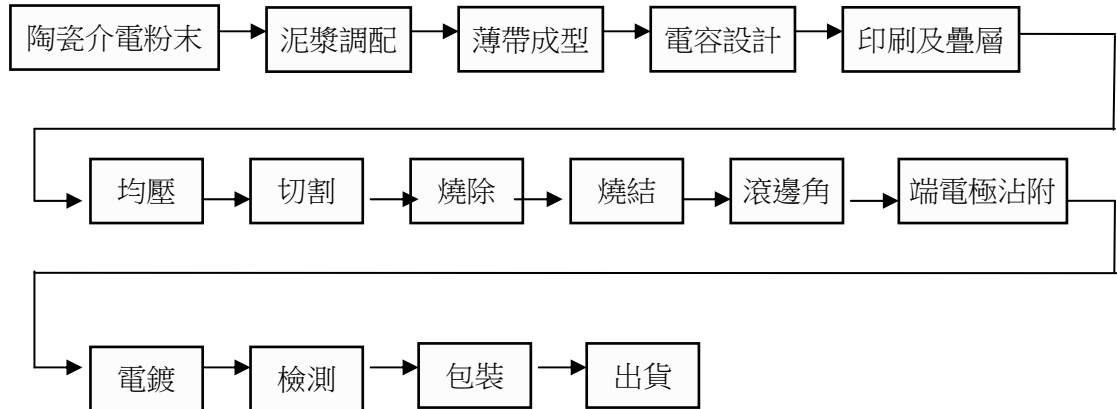 陶瓷介電粉末 泥漿調配 薄帶成型 電容設計 印刷及疊層
均壓 切割 燒除 燒結 滾邊角 端電極沾附
電鍍 檢測 包裝 出貨